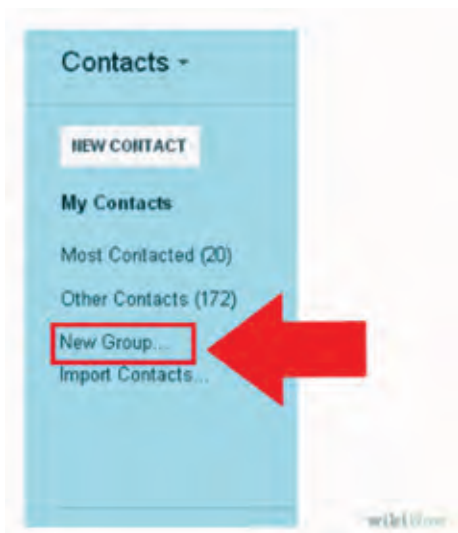 Contacts -
NEW CONTACT
My Contacts
Most Contacted (20)
Other Contacts (172)
New Group...
Import Contacts...
wikiHow